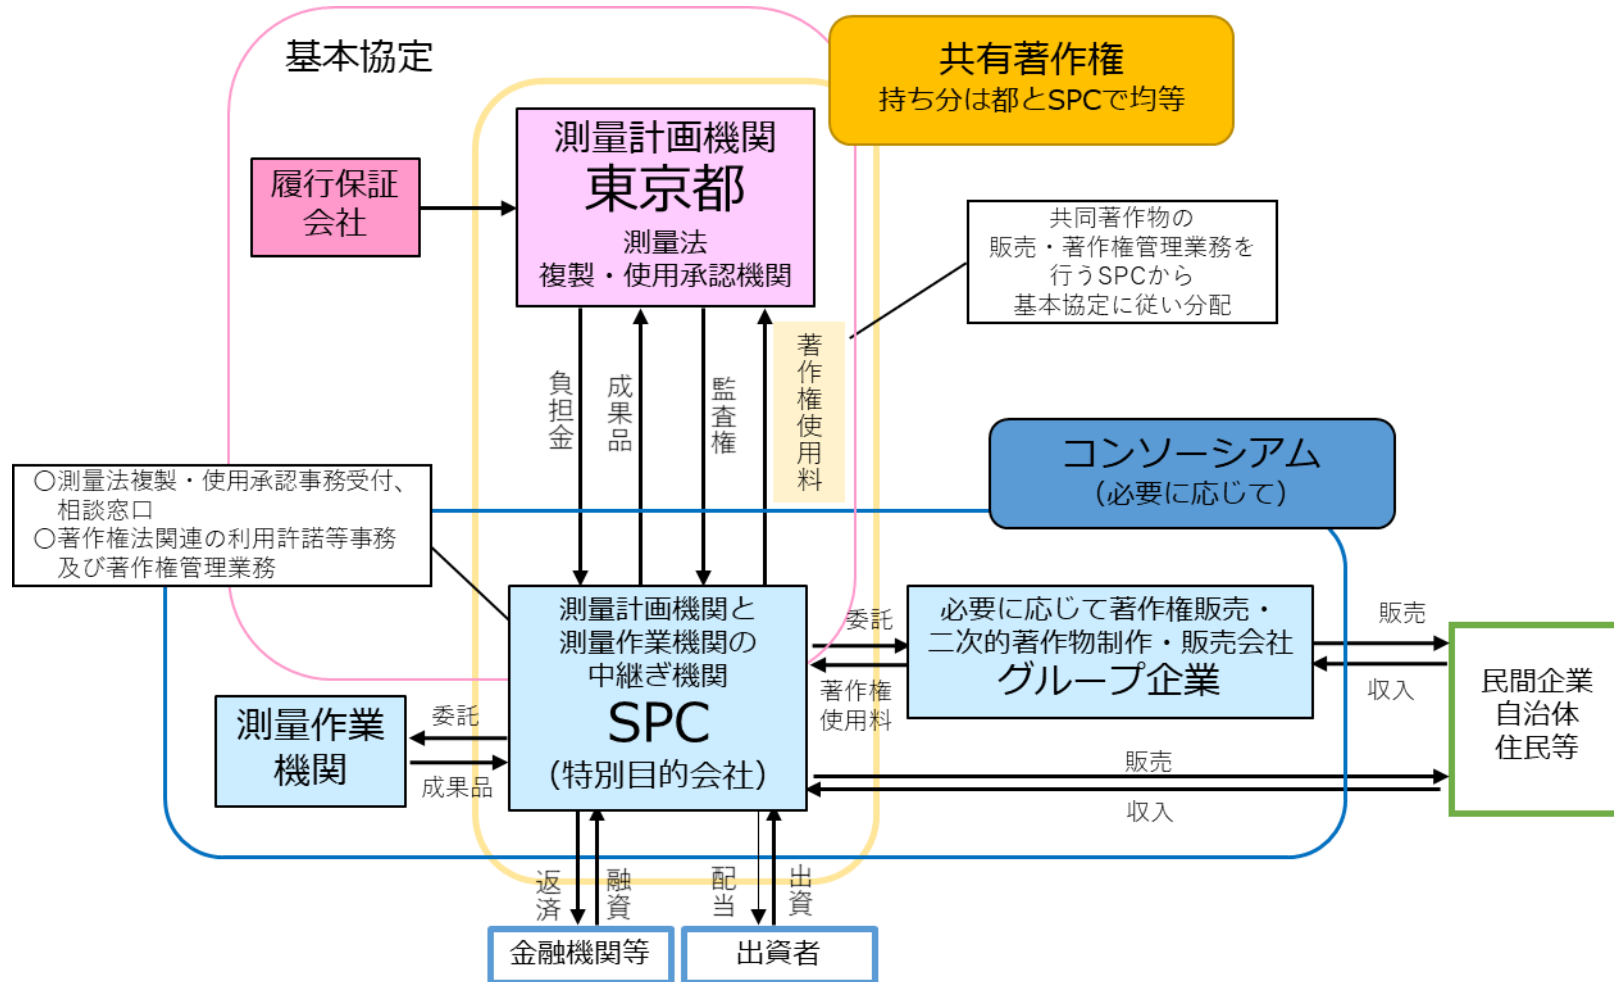 基本協定
共有著作権
持ち分は都とSPCで均等
測量計画機関
東京都
測量法
複製・使用承認機関
履行保証
会社
共同著作物の
販売・著作権管理業務を
行うSPCから
基本協定に従い分配
負担金
成果品
監査権
著作権使用料
コンソーシアム
（必要に応じて）
○測量法複製・使用承認事務受付、
相談窓口
○著作権法関連の利用許諾等事務
及び著作権管理業務
測量計画機関と
測量作業機関の
中継ぎ機関
SPC
（特別目的会社）
委託
著作権
使用料
必要に応じて著作権販売・
二次的著作物制作・販売会社
グループ企業
販売
収入
民間企業
自治体
住民等
測量作業
機関
委託
成果品
販売
収入
返済
融資
配当
出資
金融機関等
出資者